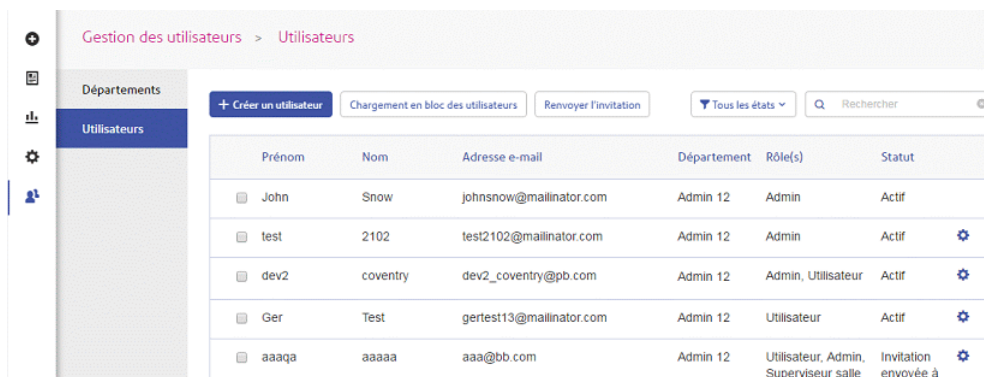 Gestion des utilisateurs > Utilisateurs
Départements
Utilisateurs
+ Créer un utilisateur Chargement en bloc des utilisateurs Renvoyer l'invitation Tous les états Rechercher
Prénom Nom Adresse e-mail Département Rôle(s) Statut
John Snow johnsnow@mailinator.com Admin 12 Admin Actif
test 2102 test2102@mailinator.com Admin 12 Admin Actif
dev2 coventry dev2_coventry@pb.com Admin 12 Admin, Utilisateur Actif
Ger Test gertest13@mailinator.com Admin 12 Utilisateur Actif
aaaqa aaaaa aaa@bb.com Admin 12 Utilisateur, Admin, Invitation
Superviseur salle envoyée à